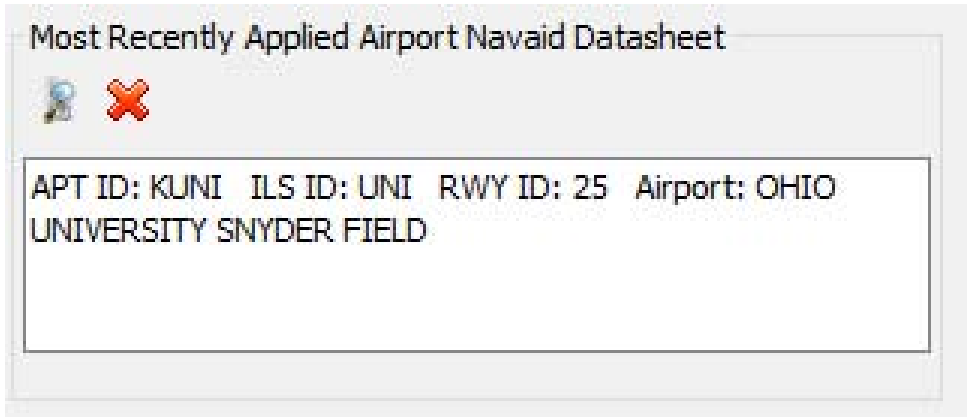 Most Recently Applied Airport Navaid Datasheet
APT ID: KUNI ILS ID: UNI RWY ID: 25 Airport: OHIO
UNIVERSITY SNYDER FIELD